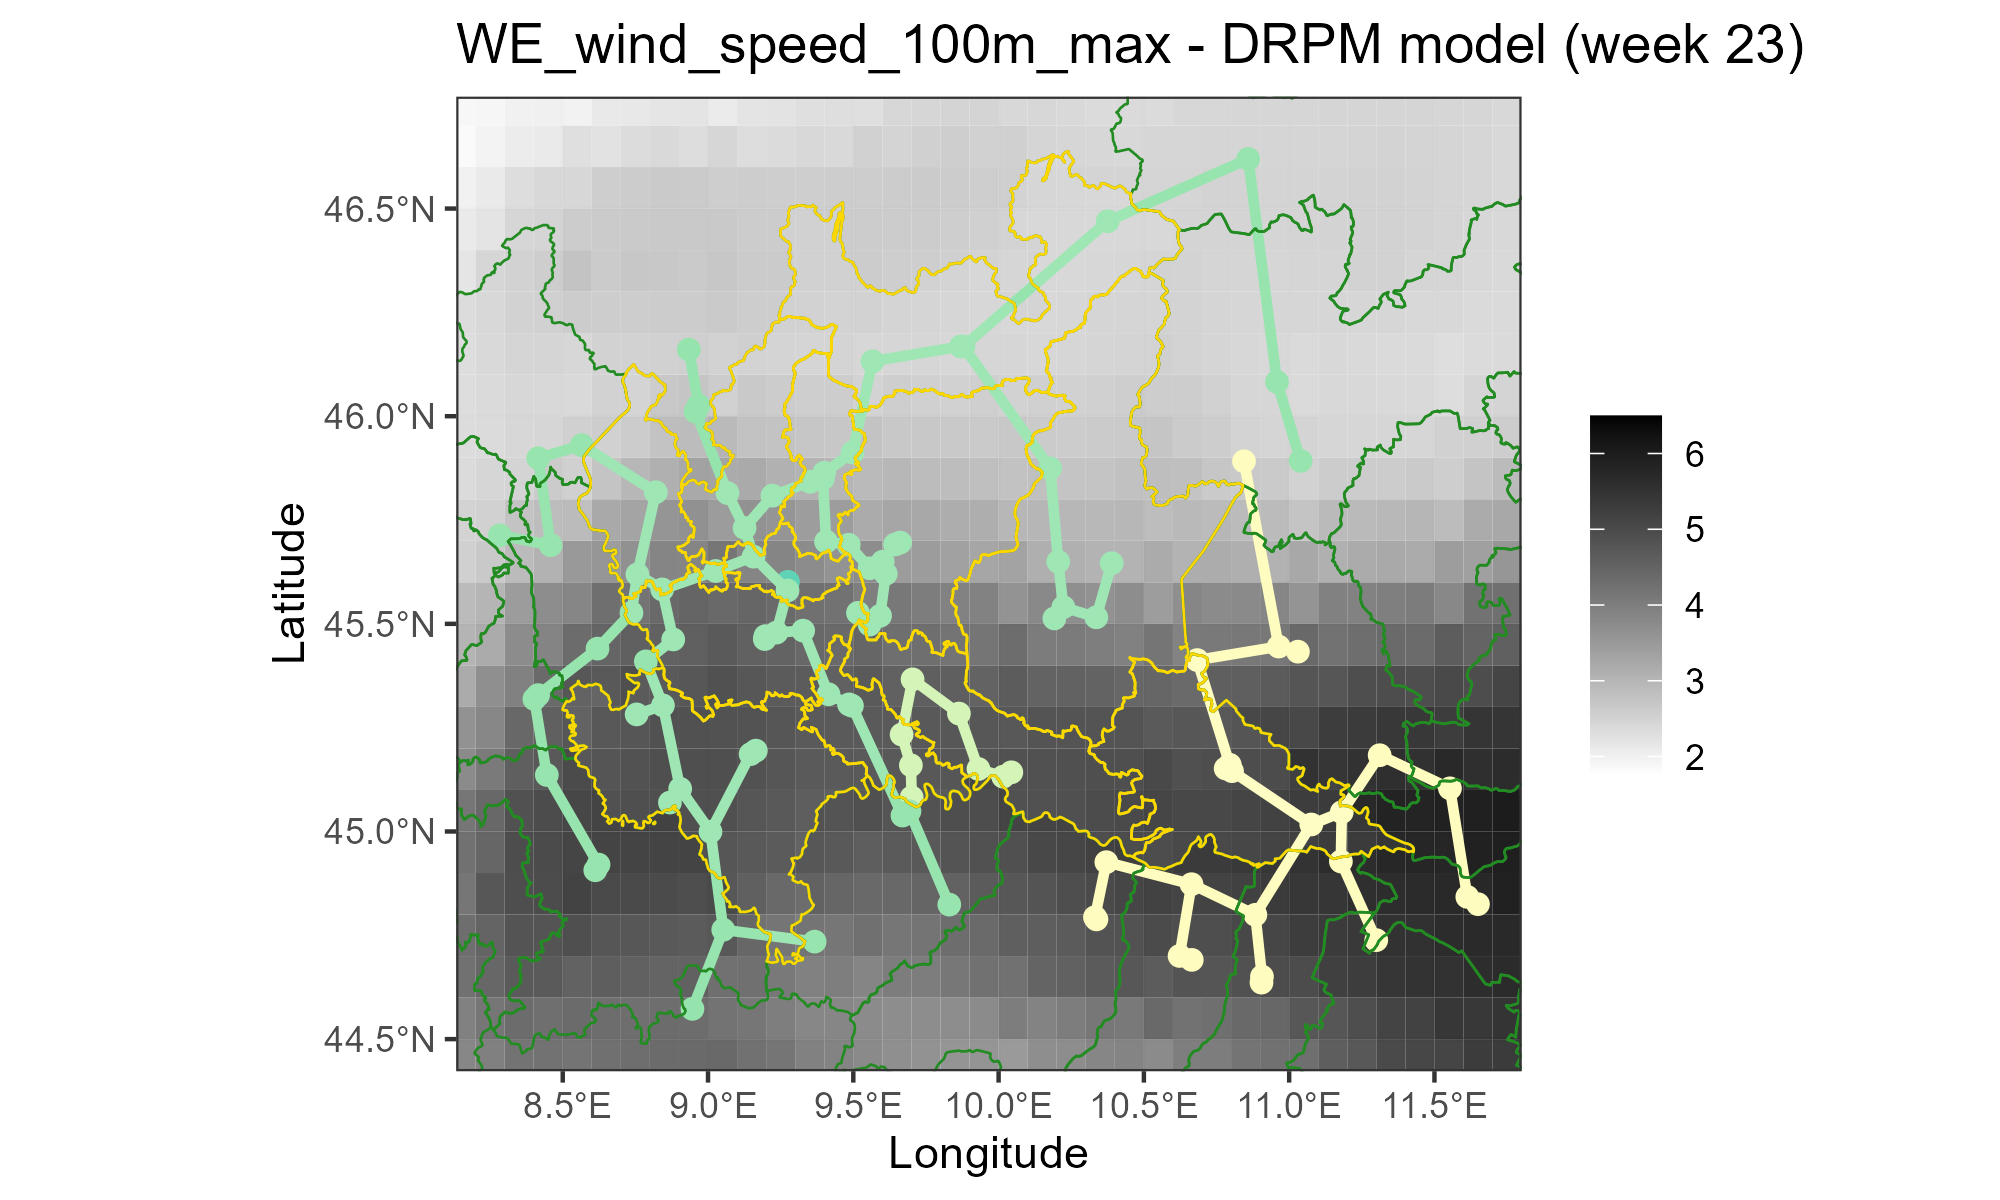 WE_wind_speed_100m_max - DRPM model (week 23)
Latitude
46.5°N
46.0°N
45.5°N
45.0°N
44.5°N
8.5°E
9.0°E
9.5°E
10.0°E
10.5°E
11.0°E
11.5°E
Longitude
6
5
4
3
2